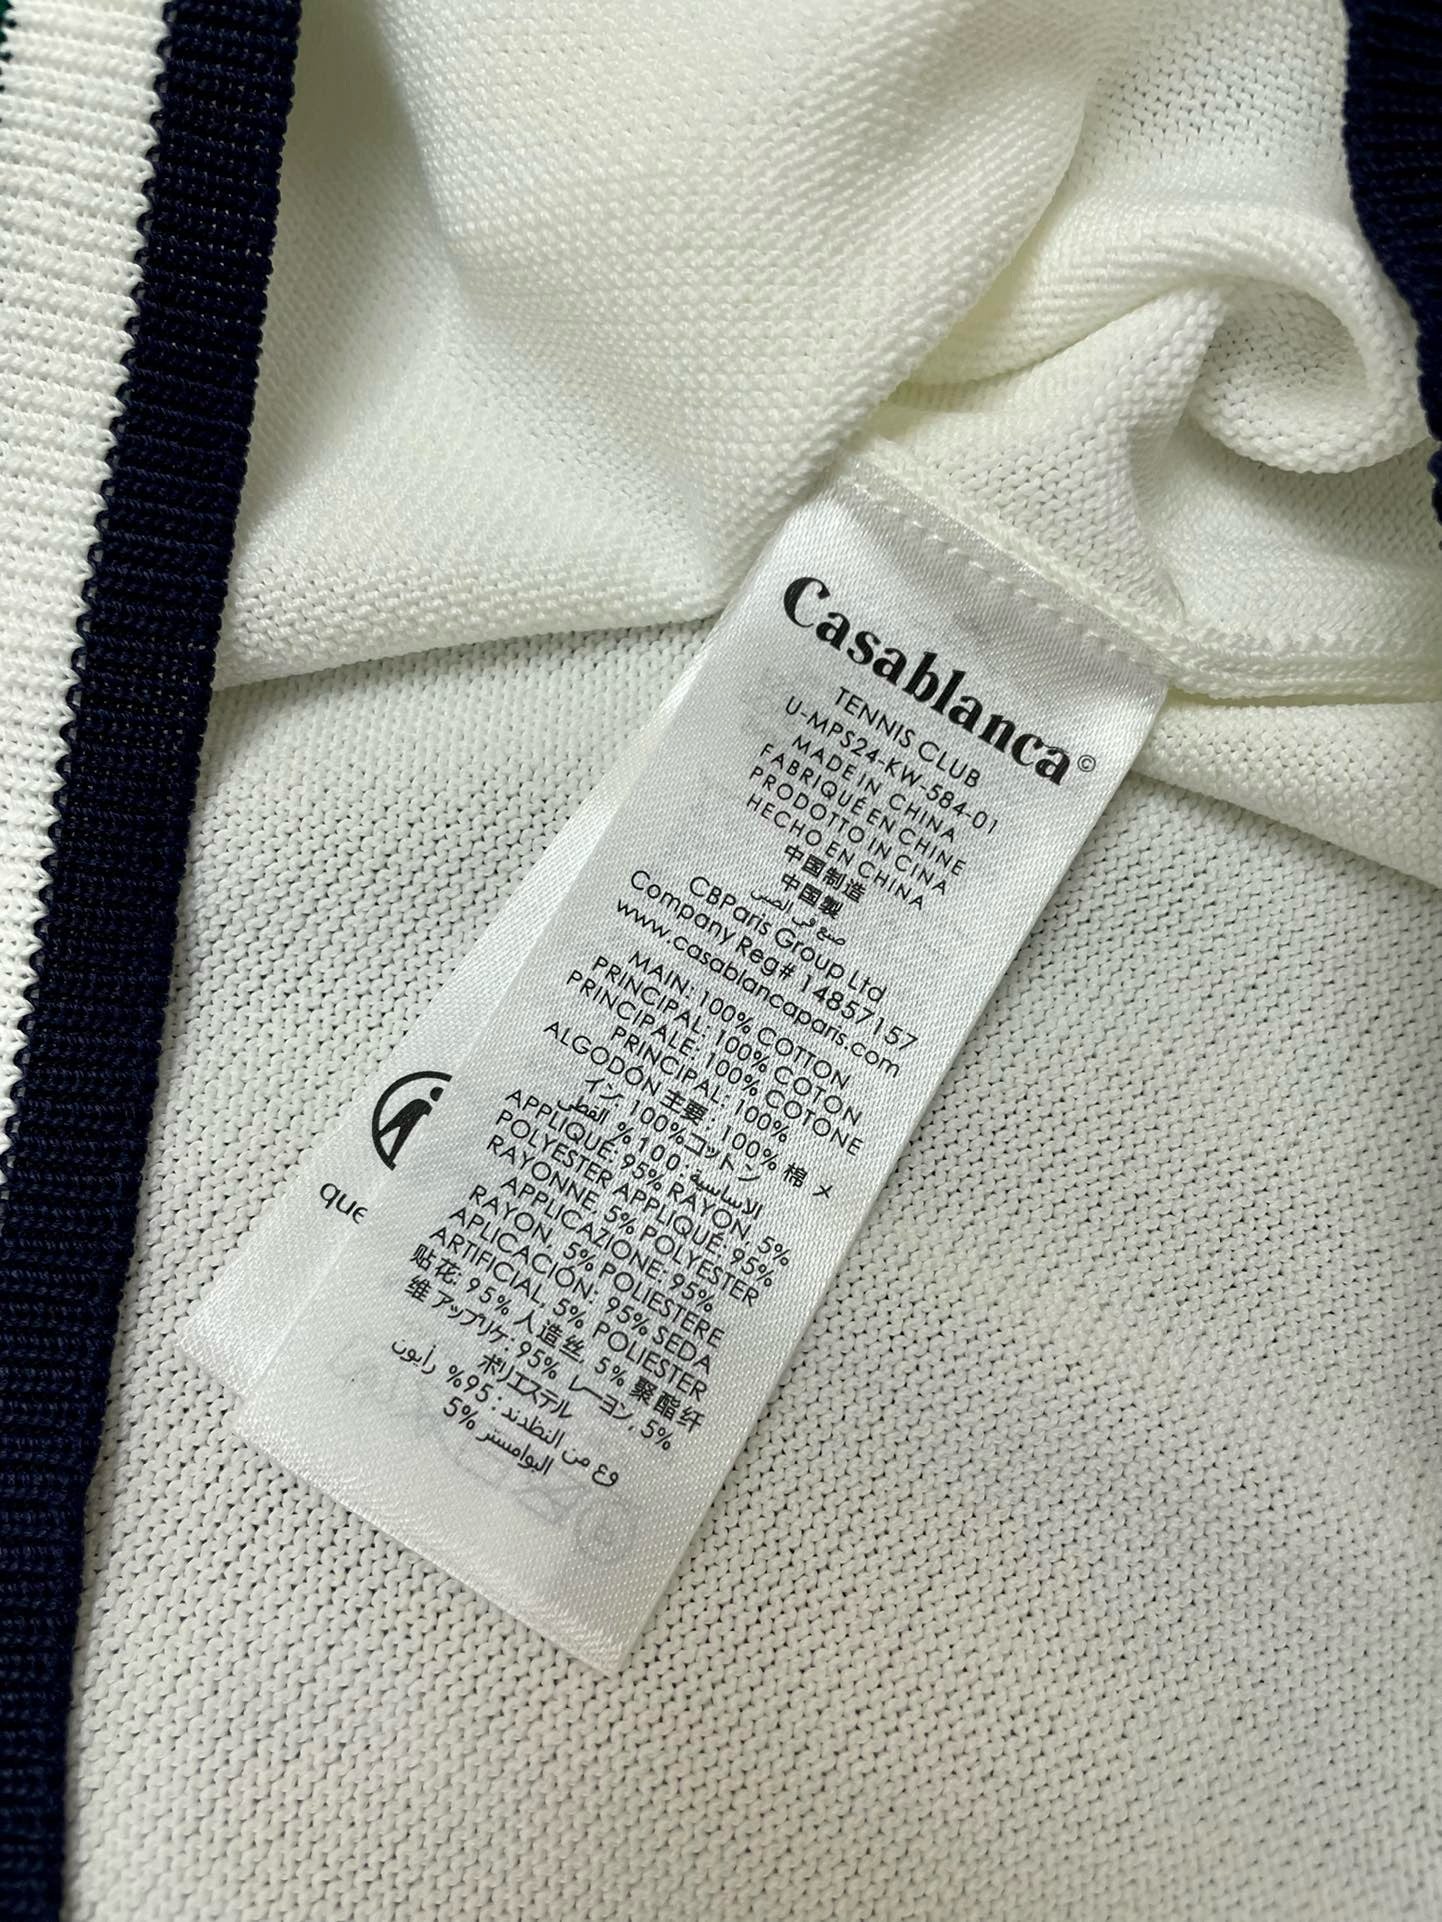 Casablanca©
TENNIS CLUB
U-MPS24-KW-584-01
MADE IN CHINA
FABRIQUÉ EN CHINE
PRODOTTO IN CINA
HECHO EN CHINA
中国制造
中国製
صنع في الصين
CBParis Group Ltd
Company Reg# 14857157
www.casablancaparis.com
MAIN: 100% COTTON
PRINCIPAL: 100% COTON
PRINCIPALE: 100% COTONE
PRINCIPAL: 100%
ALGODÓN 主要: 100% 棉 メ
イン: 100%コットン
الاساسية: 100% القطن
APPLIQUE: 95% RAYON, 5%
POLYESTER APPLIQUÉ: 95%
RAYONNE, 5% POLYESTER
APPLICAZIONE: 95%
RAYON, 5% POLIESTERE
APLICACIÓN: 95% SEDA
ARTIFICIAL, 5% POLIESTER
贴花: 95% 人造丝, 5% 聚酯纤
维 アップリケ: 95% レーヨン, 5%
ポリエステル
وع من النظدند: 95% رأيون
5% البوامستر
que